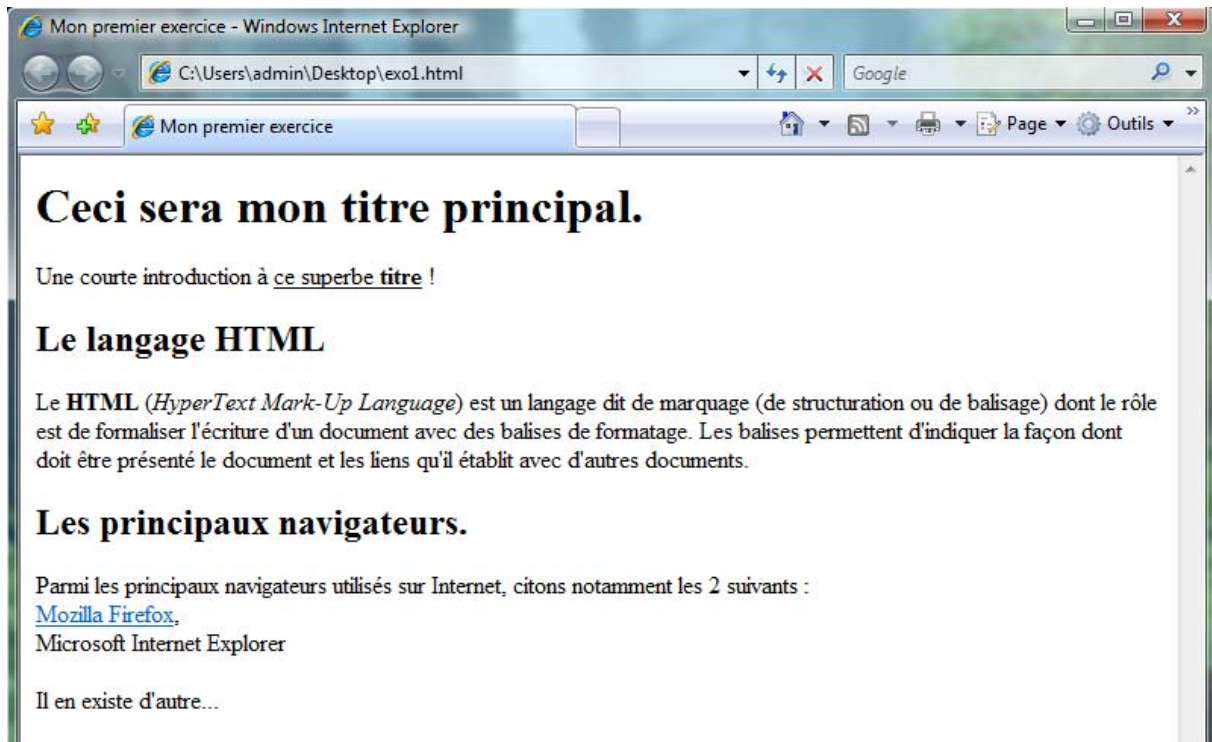 Mon premier exercice - Windows Internet Explorer
C:\Users\admin\Desktop\exo1.html
Google
Mon premier exercice
Page
Outils
Ceci sera mon titre principal.
Une courte introduction à ce superbe titre !
Le langage HTML
Le HTML (HyperText Mark-Up Language) est un langage dit de marquage (de structuration ou de balisage) dont le rôle
est de formaliser l'écriture d'un document avec des balises de formatage. Les balises permettent d'indiquer la façon dont
doit être présenté le document et les liens qu'il établit avec d'autres documents.
Les principaux navigateurs.
Parmi les principaux navigateurs utilisés sur Internet, citons notamment les 2 suivants :
Mozilla Firefox,
Microsoft Internet Explorer
Il en existe d'autre...